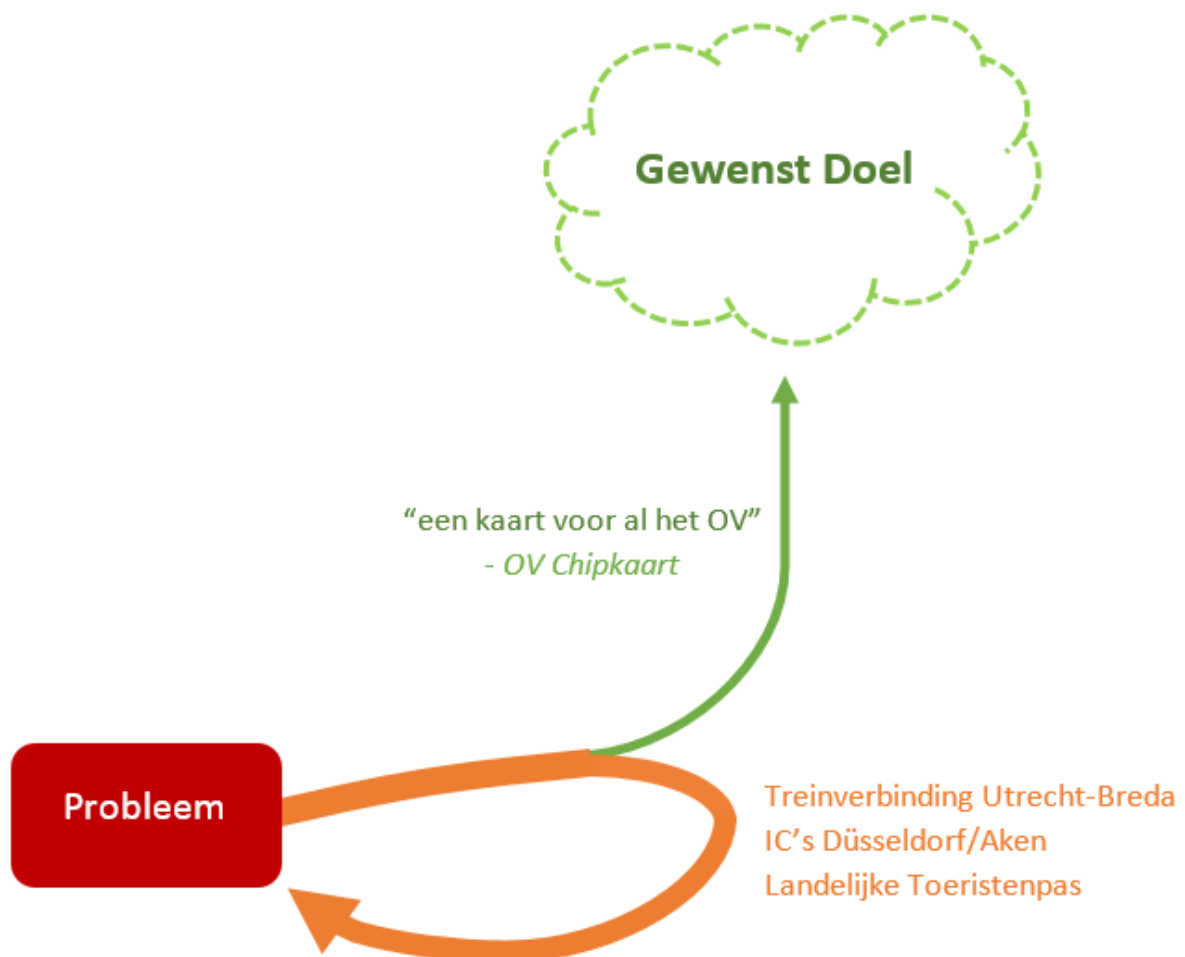 Gewenst Doel
“een kaart voor al het OV”
- OV Chipkaart
Probleem
Treinverbinding Utrecht-Breda
IC's Düsseldorf/Aken
Landelijke Toeristenpas